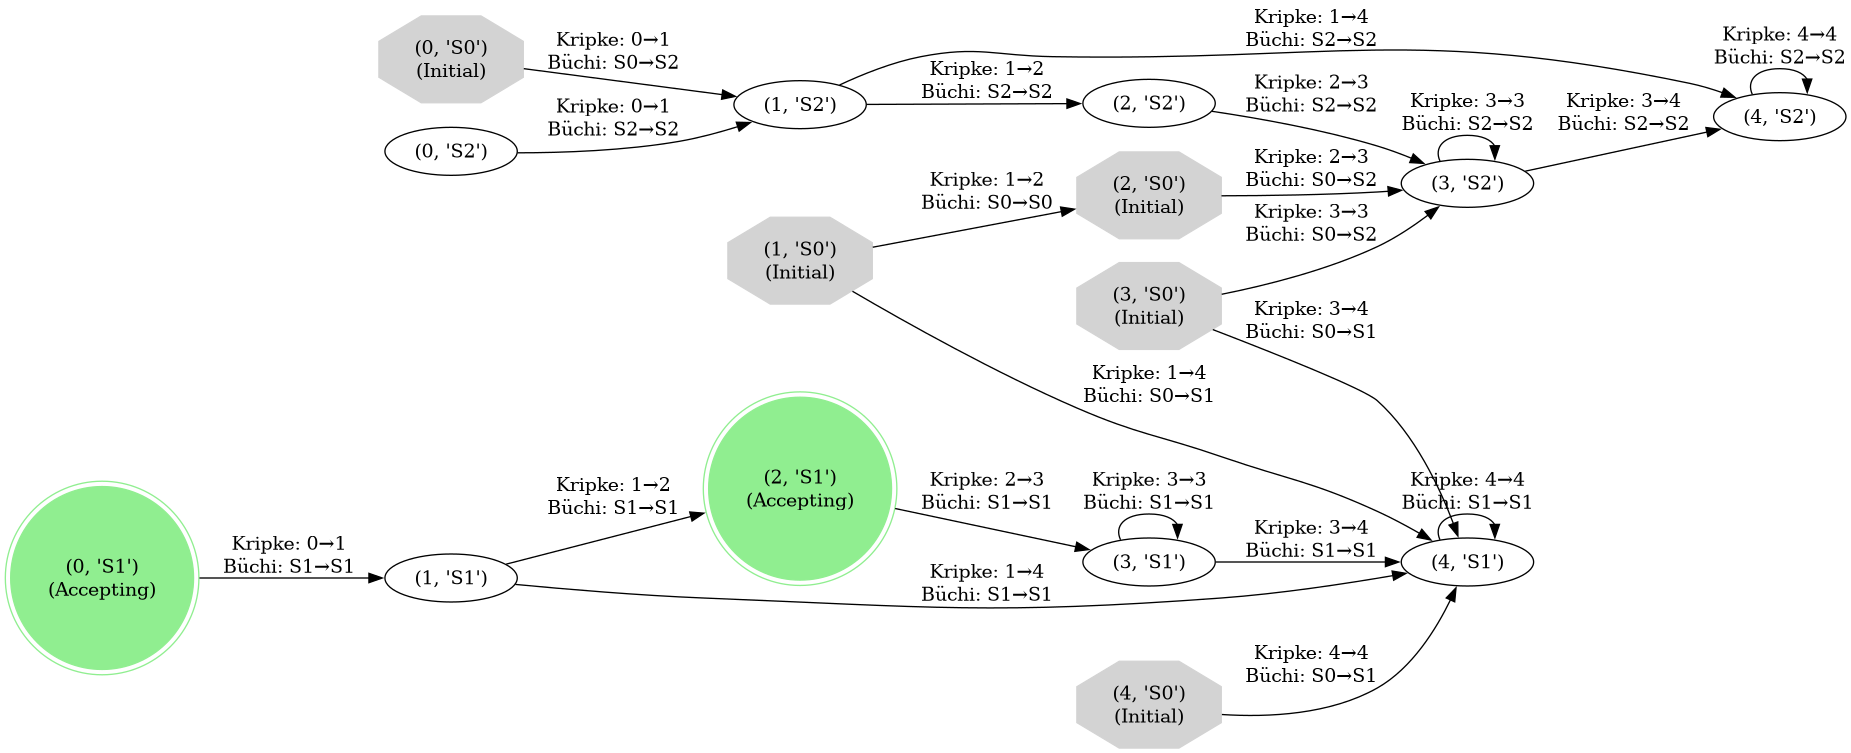 (0, 'S0')
(Initial)
Kripke: 0→1
Büchi: S0→S2
(0, 'S2')
Kripke: 0→1
Büchi: S2→S2
(1, 'S2')
Kripke: 1→4
Büchi: S2→S2
Kripke: 1→2
Büchi: S2→S2
(2, 'S2')
Kripke: 2→3
Büchi: S2→S2
Kripke: 3→3
Büchi: S2→S2
(3, 'S2')
Kripke: 3→4
Büchi: S2→S2
Kripke: 4→4
Büchi: S2→S2
(4, 'S2')
(1, 'S0')
(Initial)
Kripke: 1→2
Büchi: S0→S0
(2, 'S0')
(Initial)
Kripke: 2→3
Büchi: S0→S2
(3, 'S0')
(Initial)
Kripke: 3→3
Büchi: S0→S2
Kripke: 3→4
Büchi: S0→S1
Kripke: 1→4
Büchi: S0→S1
(0, 'S1')
(Accepting)
Kripke: 0→1
Büchi: S1→S1
(1, 'S1')
Kripke: 1→2
Büchi: S1→S1
(2, 'S1')
(Accepting)
Kripke: 2→3
Büchi: S1→S1
Kripke: 3→3
Büchi: S1→S1
(3, 'S1')
Kripke: 3→4
Büchi: S1→S1
Kripke: 4→4
Büchi: S1→S1
(4, 'S1')
Kripke: 1→4
Büchi: S1→S1
(4, 'S0')
(Initial)
Kripke: 4→4
Büchi: S0→S1